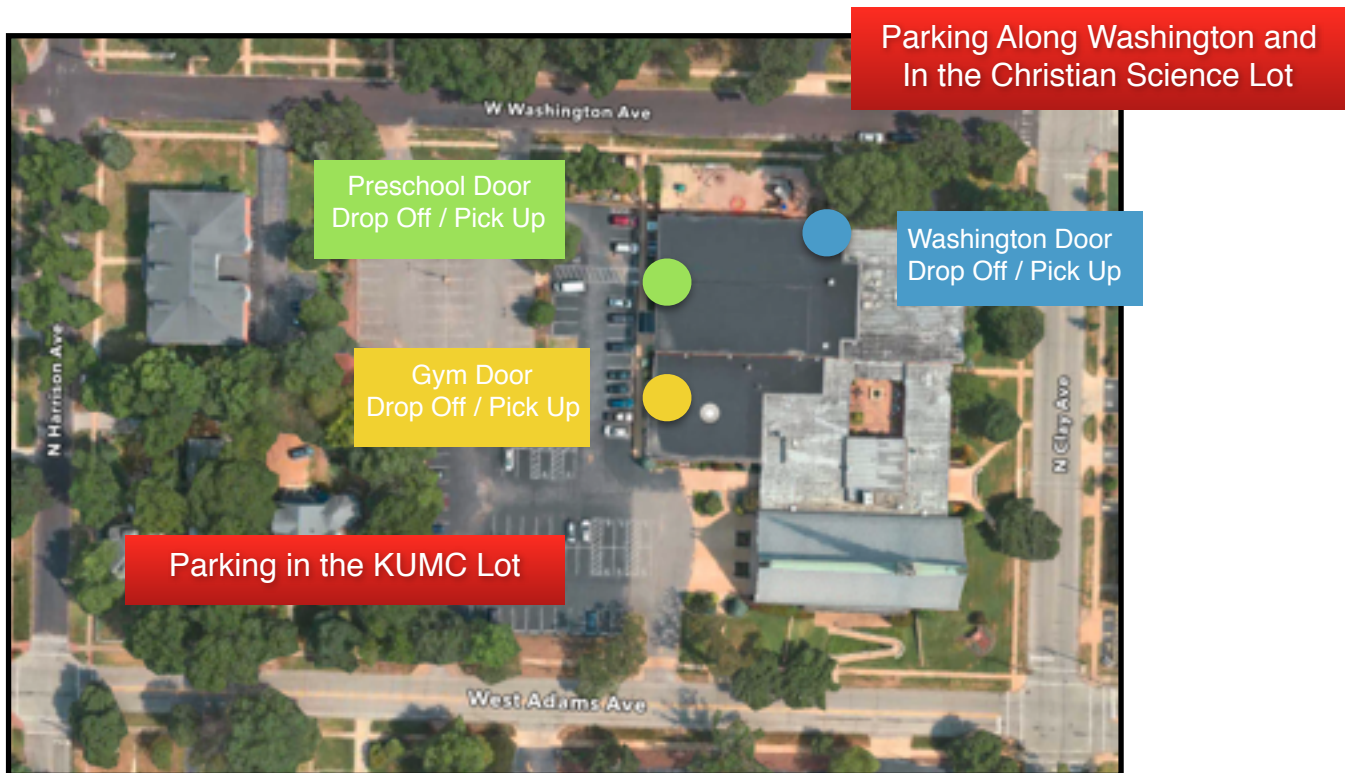 Parking Along Washington and
In the Christian Science Lot
W Washington Ave
Preschool Door
Drop Off / Pick Up
Washington Door
Drop Off / Pick Up
N Harrison Ave
Gym Door
Drop Off / Pick Up
N Clay Ave
Parking in the KUMC Lot
West Adams Ave